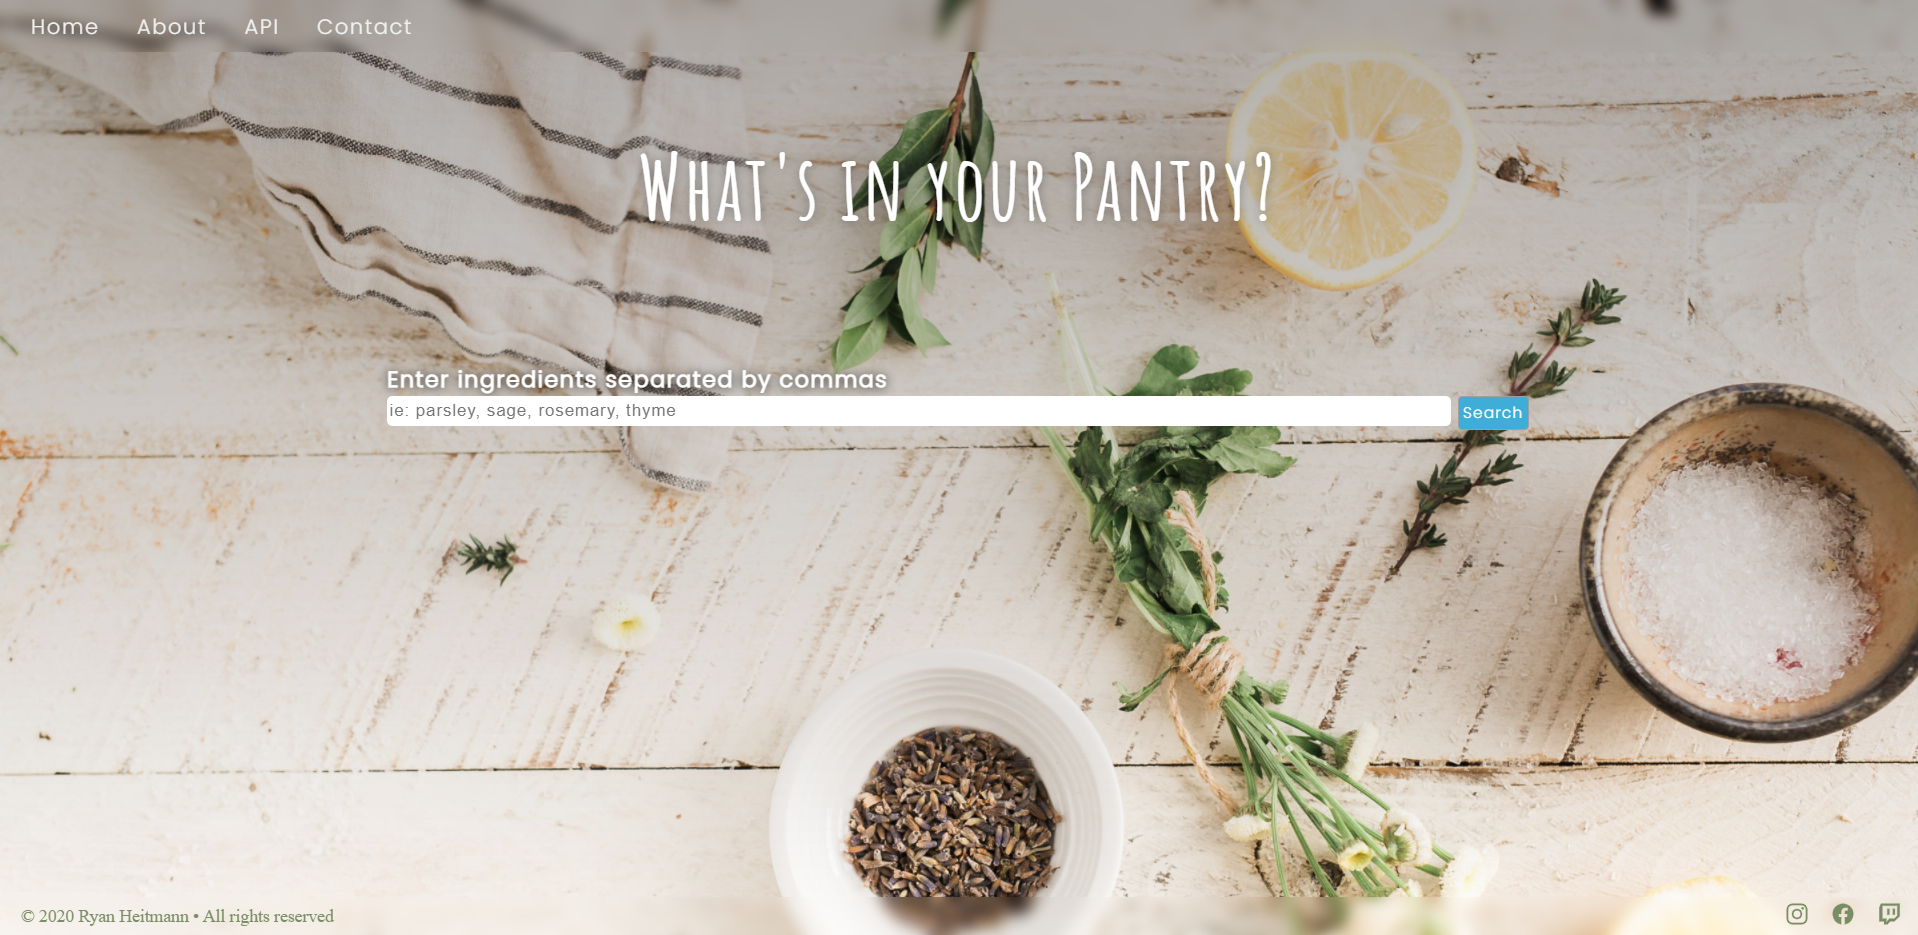 Home About API Contact
What's in your Pantry?
Enter ingredients separated by commas
ie: parsley, sage, rosemary, thyme
Search
© 2020 Ryan Heitmann • All rights reserved